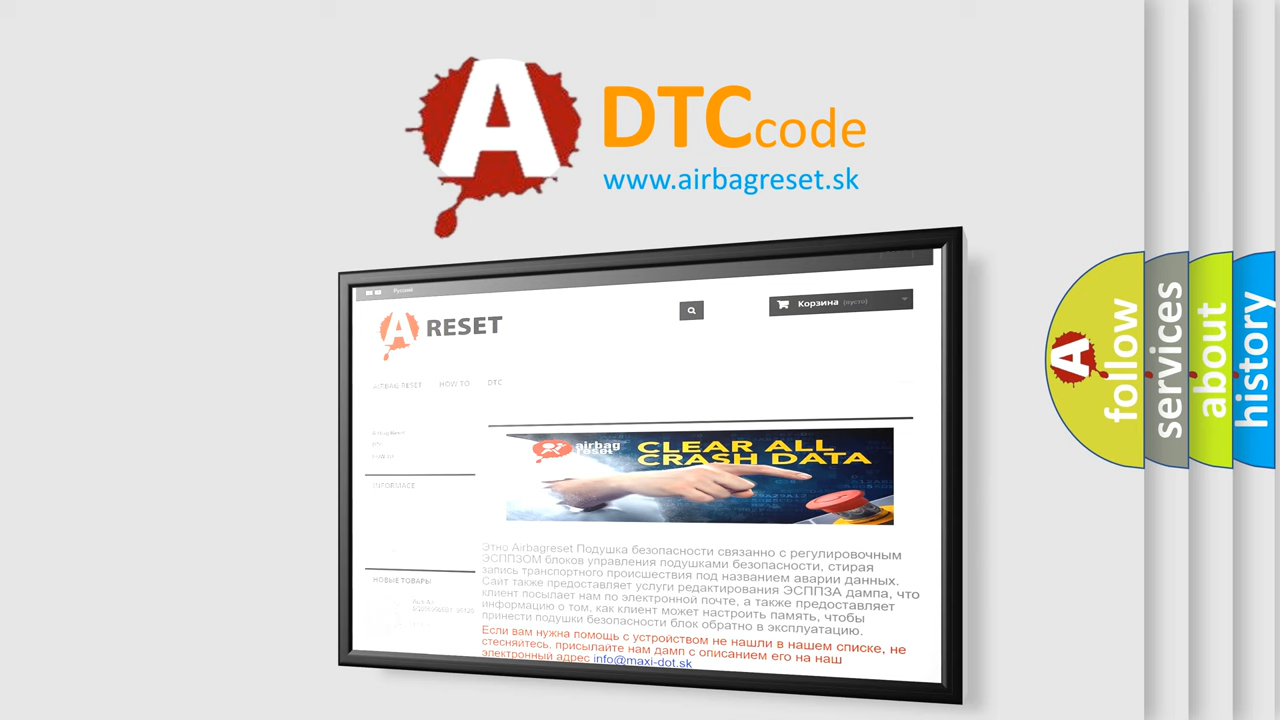 A
DTC code
www.airbagreset.sk
Русский
A RESET
Корзина (пусто)
AIRBAG RESET HOW TO DTC
INFORMACE
airbag
reset
CLEAR ALL
CRASH DATA
Этно Airbagreset Подушка безопасности связанно с регулировочным
ЭСППЗОМ блоков управления подушками безопасности, стирая
запись транспортного происшествия под названием аварии данных.
Сайт также предоставляет услуги редактирования ЭСППЗА дампа, что
клиент посылает нам по электронной почте, а также предоставляет
информацию о том, как клиент может настроить память, чтобы
принести подушки безопасности блок обратно в эксплуатацию.
Если вам нужна помощь с устройством не нашли в нашем списке, не
стесняйтесь, присылайте нам дамп с описанием его на наш
электронный адрес info@maxi-dot.sk
НОВЫЕ ТОВАРЫ
A
follow
services
about
history